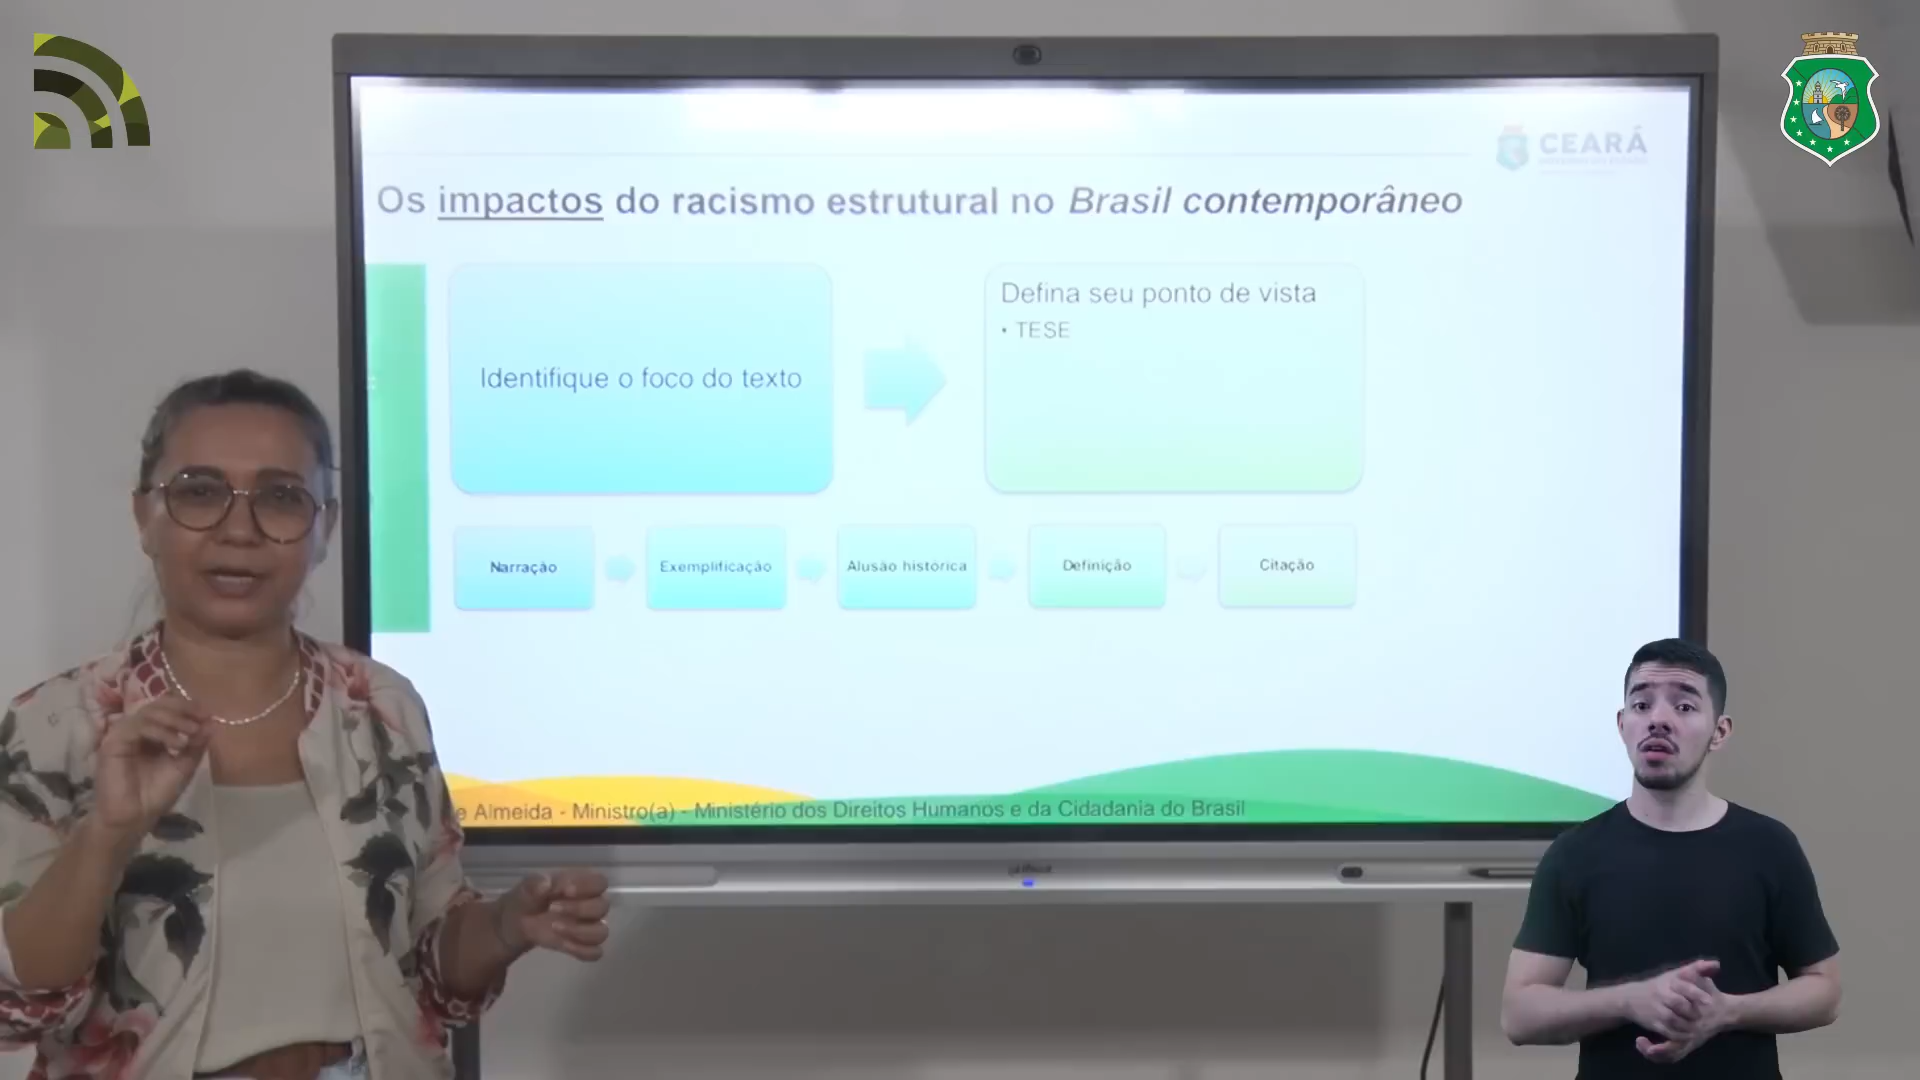 CEARÁ
Os impactos do racismo estrutural no Brasil contemporâneo
Identifique o foco do texto
Defina seu ponto de vista
• TESE
Narração
Exemplificação
Alusão histórica
Definição
Citação
e Almeida - Ministro(a) - Ministério dos Direitos Humanos e da Cidadania do Brasil